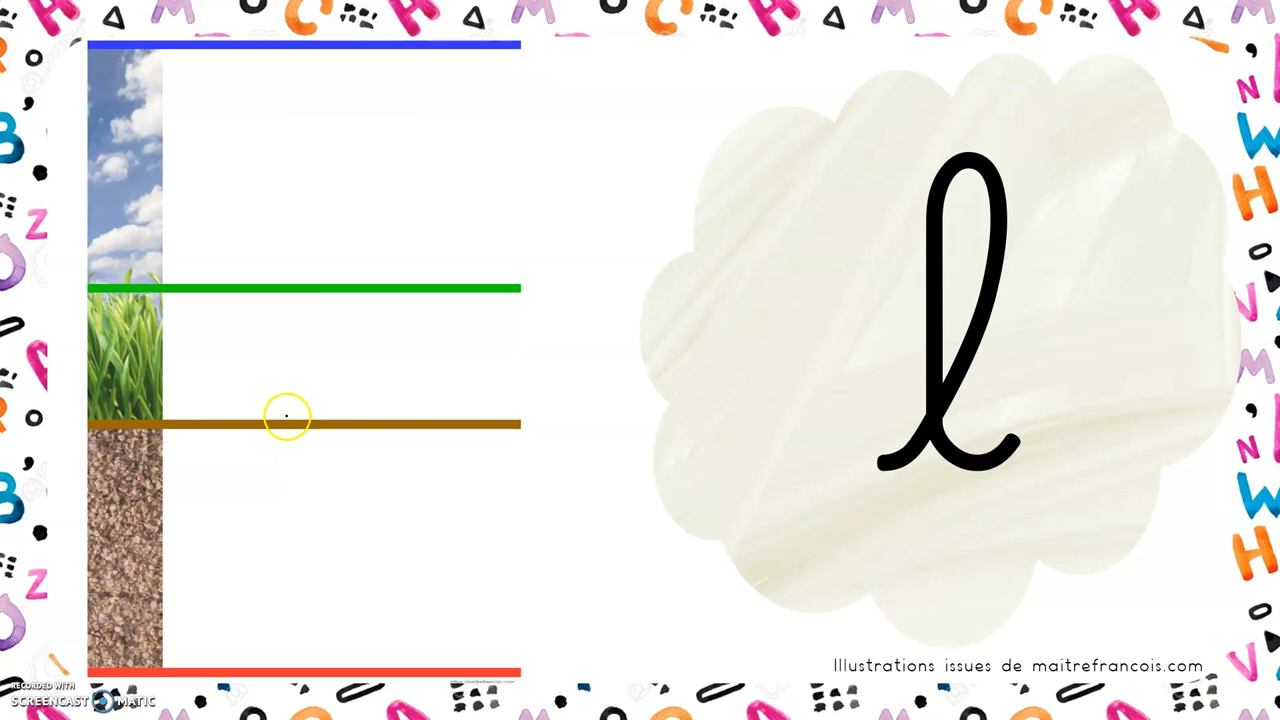 l
Illustrations issues de maitrefrancois.com
RECORDED WITH
SCREENCAST MATIC